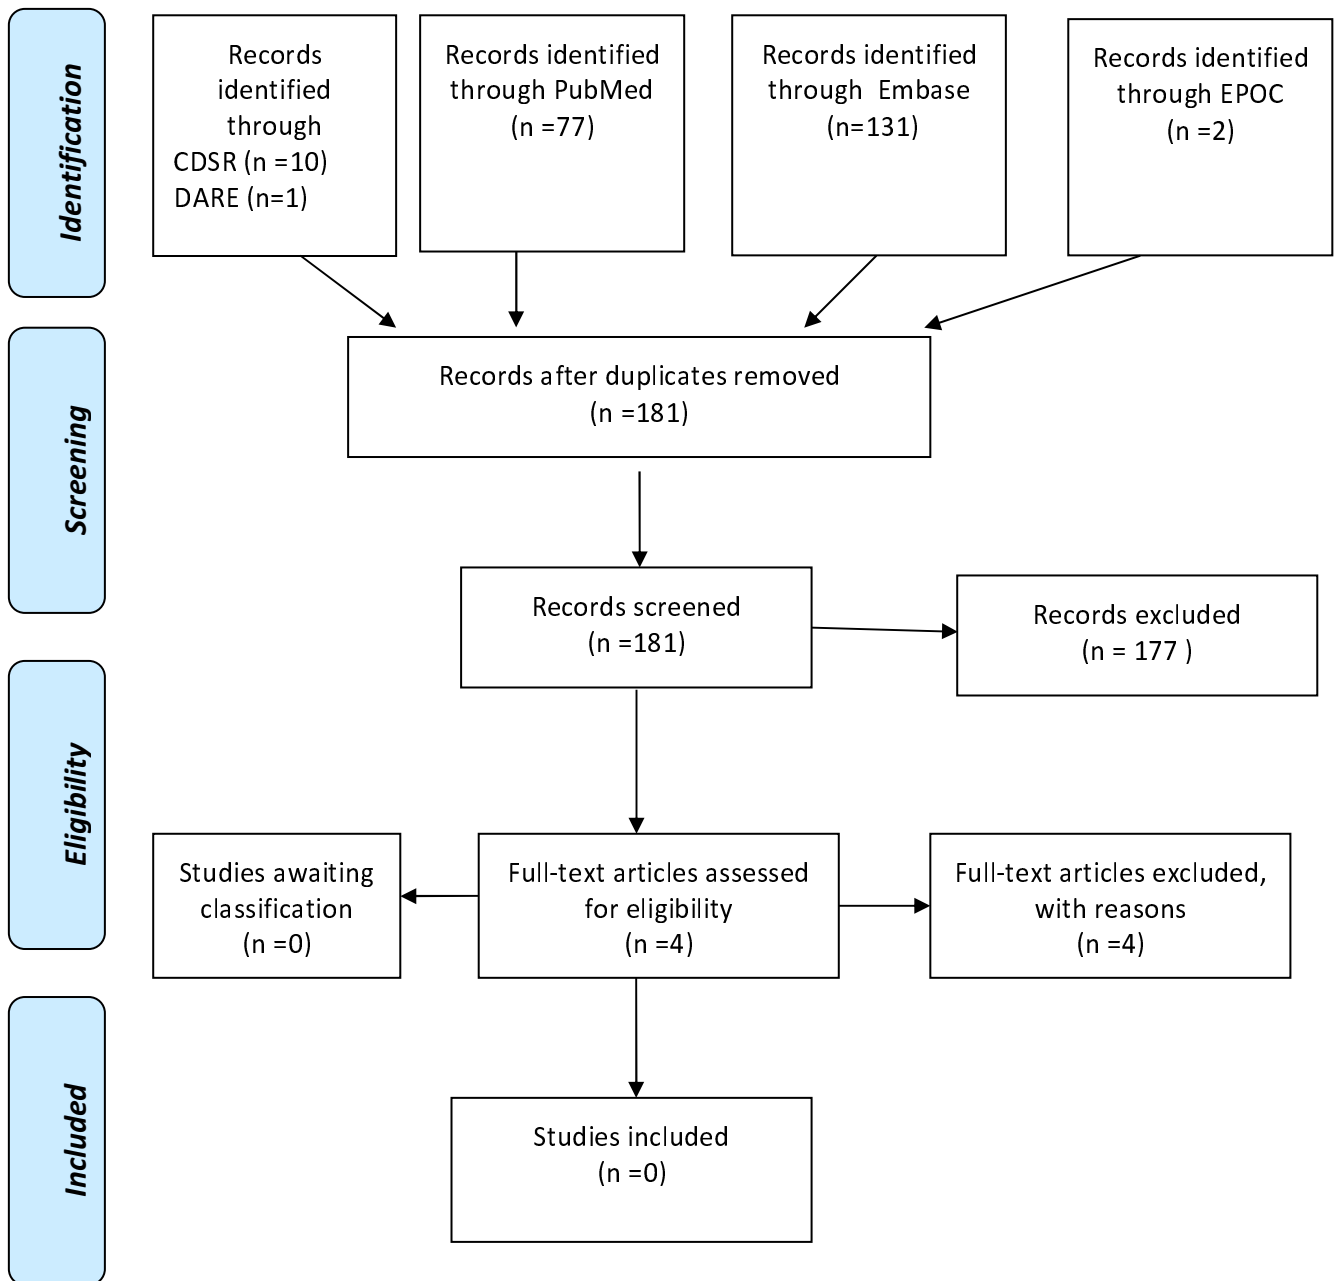 Identification
Records
identified
through
CDSR (n =10)
DARE (n=1)
Records identified
through PubMed
(n =77)
Records identified
through  Embase
(n=131)
Records identified
through EPOC
(n =2)
Screening
Records after duplicates removed
(n =181)
Records screened
(n =181)
Records excluded
(n = 177 )
Eligibility
Studies awaiting
classification
(n =0)
Full-text articles assessed
for eligibility
(n =4)
Full-text articles excluded,
with reasons
(n =4)
Included
Studies included
(n =0)